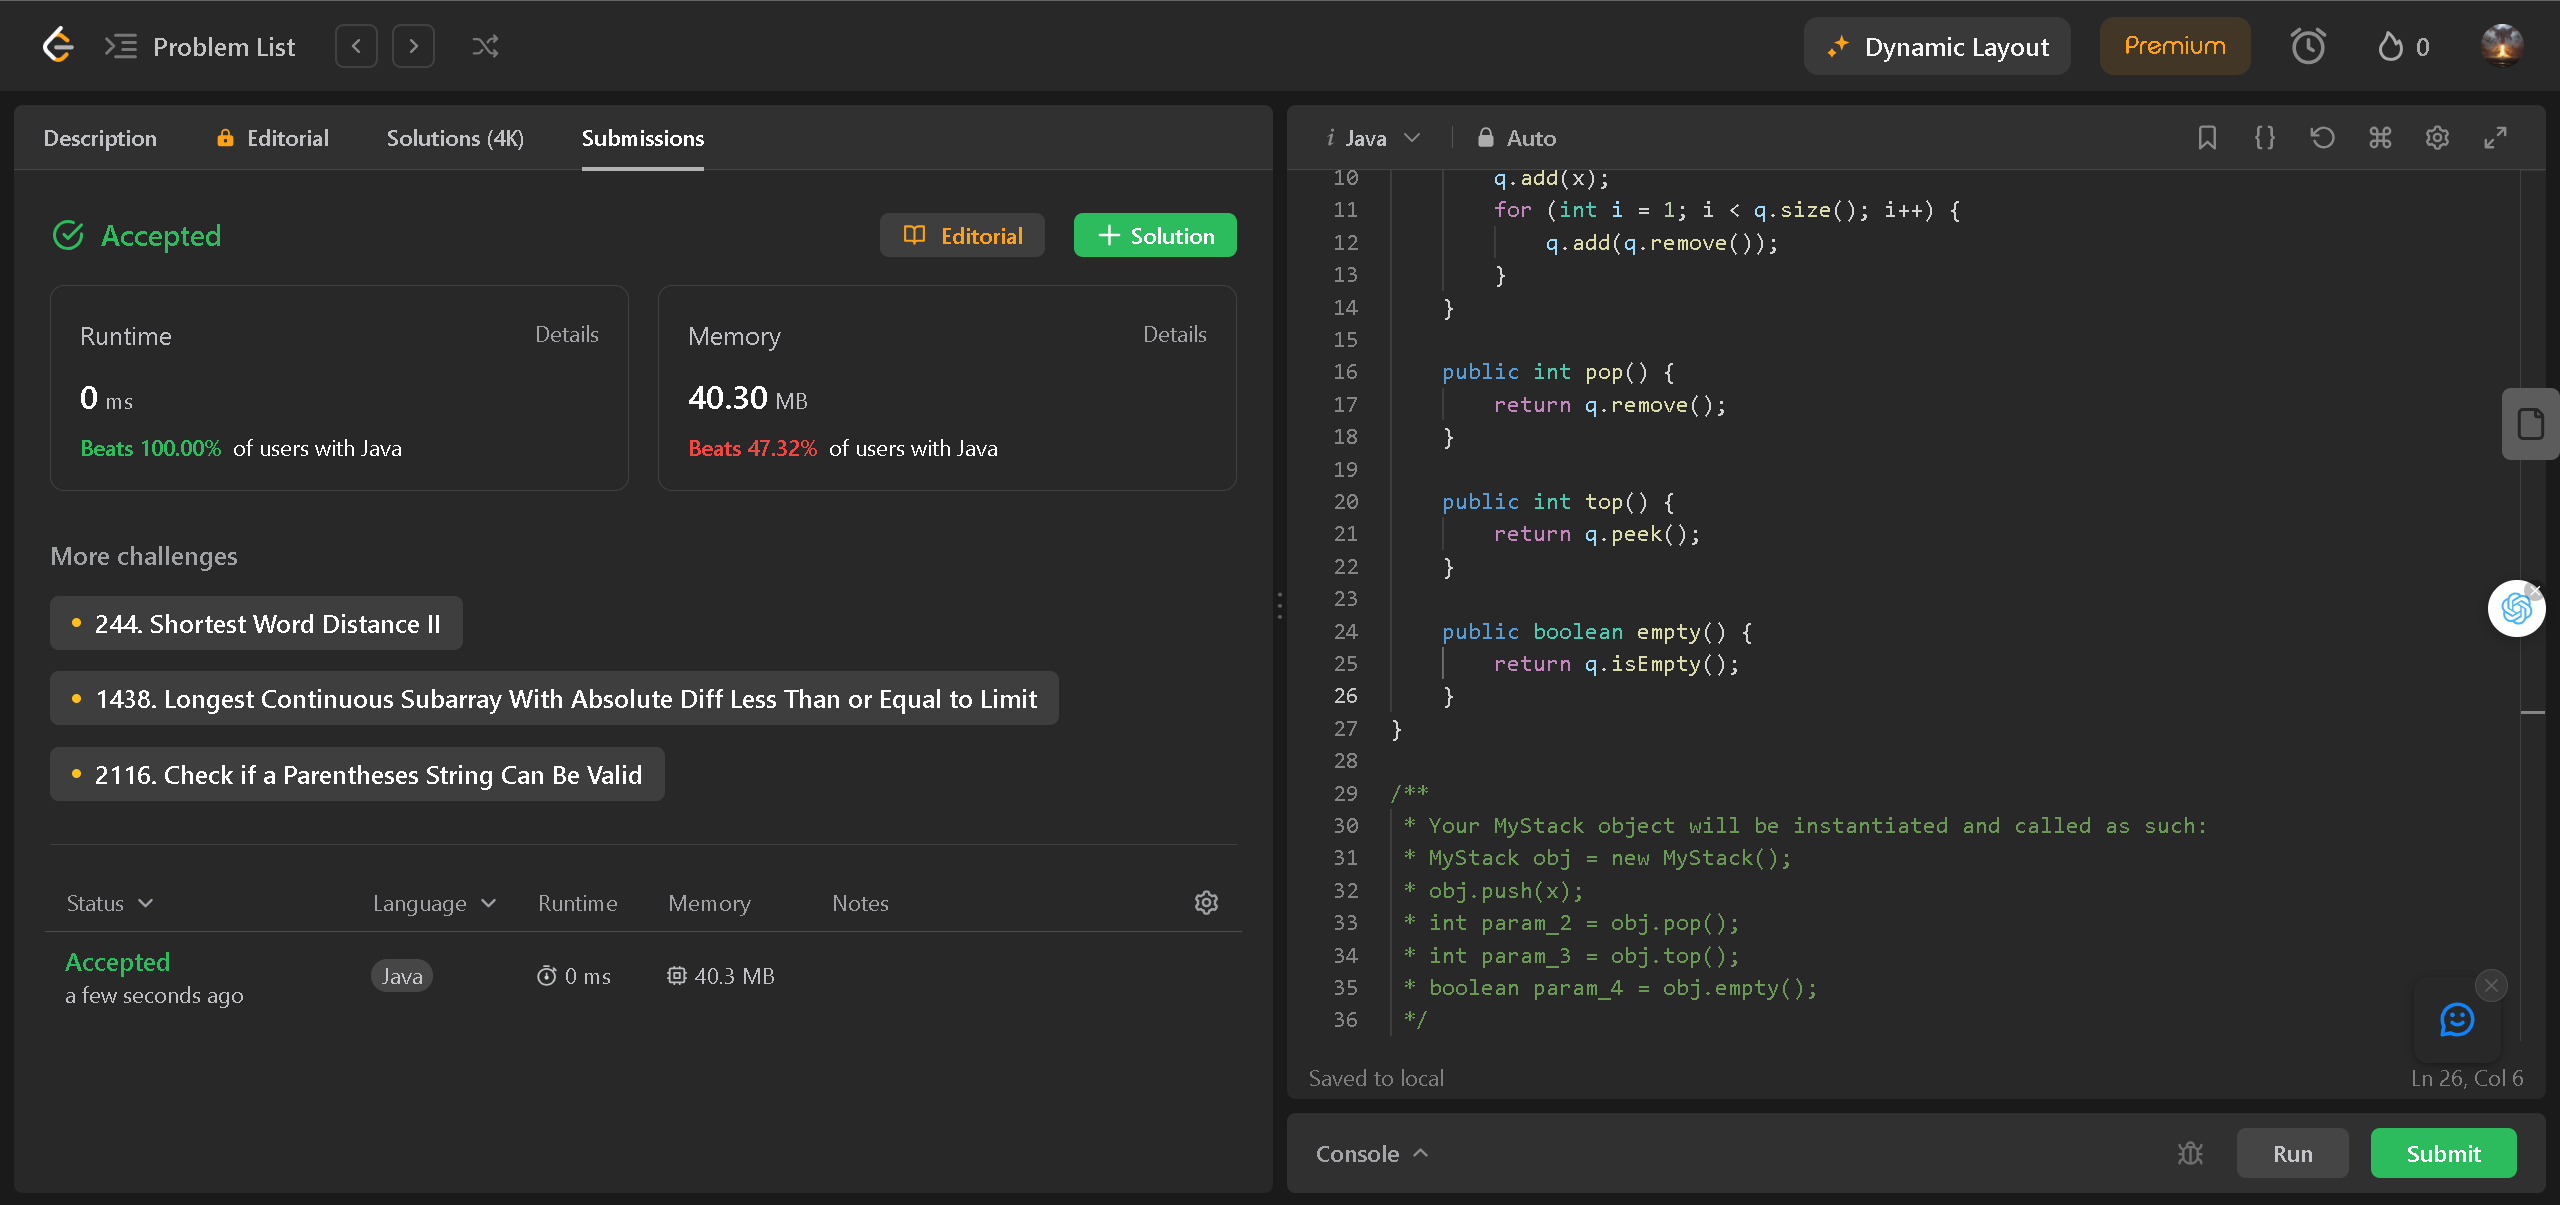 Problem List
Dynamic Layout
Premium
0
Description
Editorial
Solutions (4K)
Submissions
Accepted
Editorial
Solution
Runtime
Details
0 ms
Beats 100.00% of users with Java
Memory
Details
40.30 MB
Beats 47.32% of users with Java
More challenges
244. Shortest Word Distance II
1438. Longest Continuous Subarray With Absolute Diff Less Than or Equal to Limit
2116. Check if a Parentheses String Can Be Valid
Status
Language
Runtime
Memory
Notes
Accepted
a few seconds ago
Java
0 ms
40.3 MB
i Java
Auto
10 q.add(x);
11 for (int i = 1; i < q.size(); i++) {
12 q.add(q.remove());
13 }
14 }
15
16 public int pop() {
17 return q.remove();
18 }
19
20 public int top() {
21 return q.peek();
22 }
23
24 public boolean empty() {
25 return q.isEmpty();
26 }
27 }
28
29 /**
30 * Your MyStack object will be instantiated and called as such:
31 * MyStack obj = new MyStack();
32 * obj.push(x);
33 * int param_2 = obj.pop();
34 * int param_3 = obj.top();
35 * boolean param_4 = obj.empty();
36 */
Saved to local
Ln 26, Col 6
Console
Run
Submit